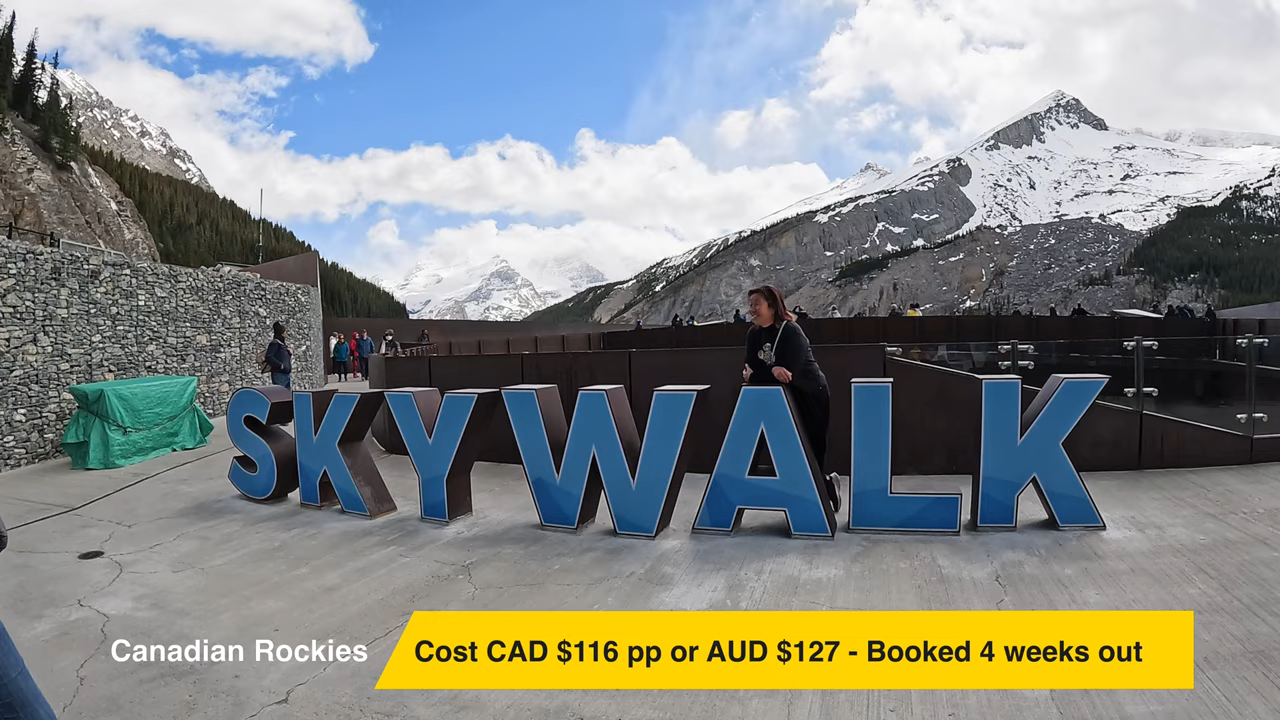 SKYWALK
Canadian Rockies
Cost CAD $116 pp or AUD $127 - Booked 4 weeks out